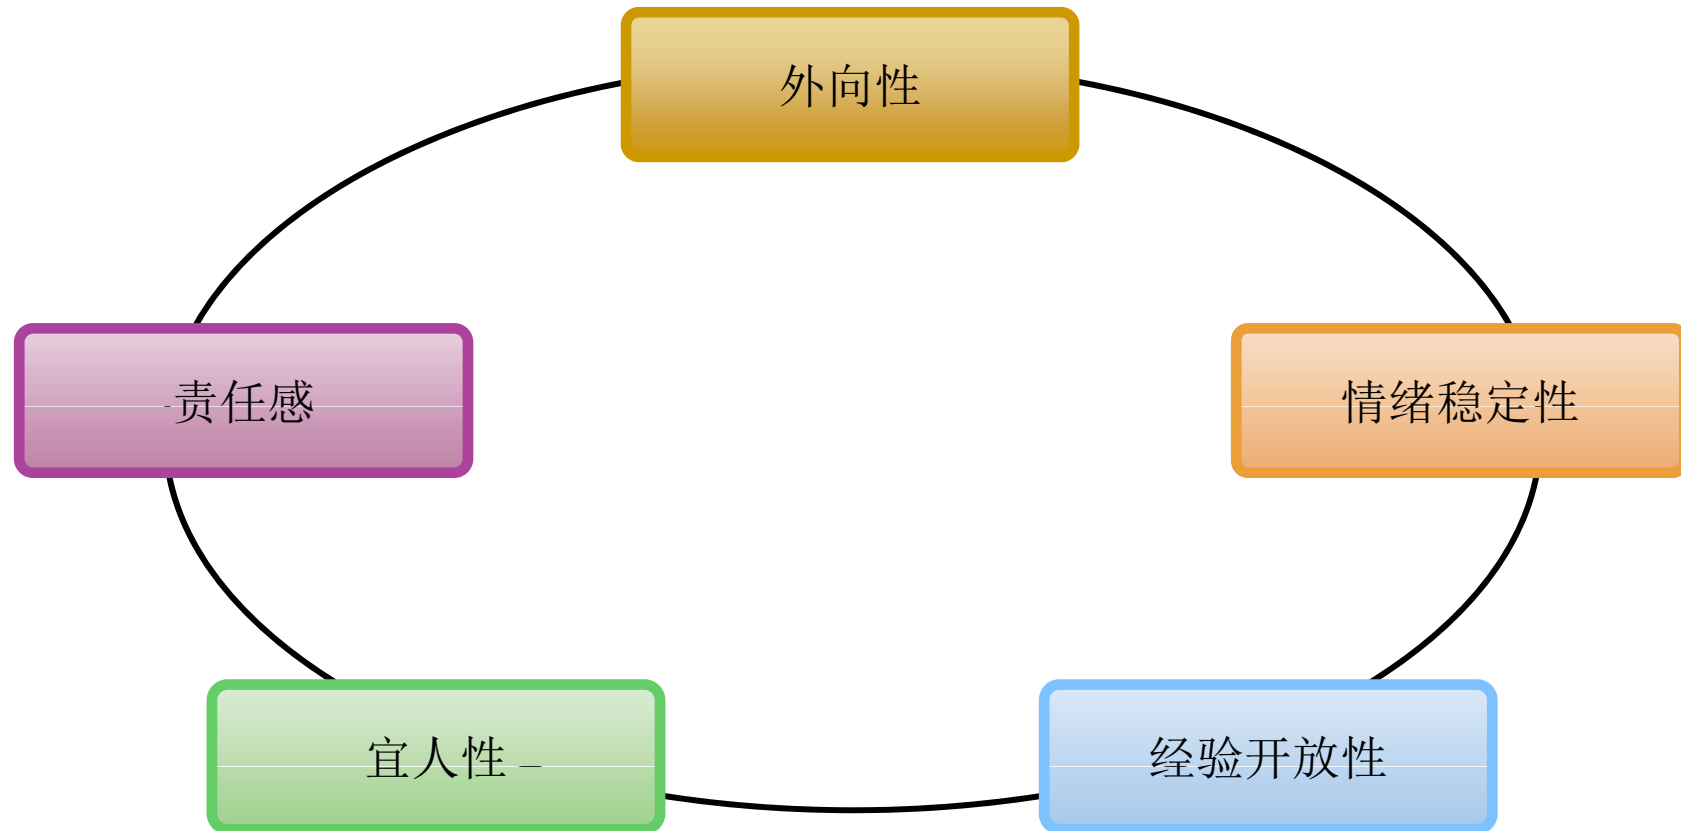 外向性
-责任感
情绪稳定性
宜人性 –
经验开放性